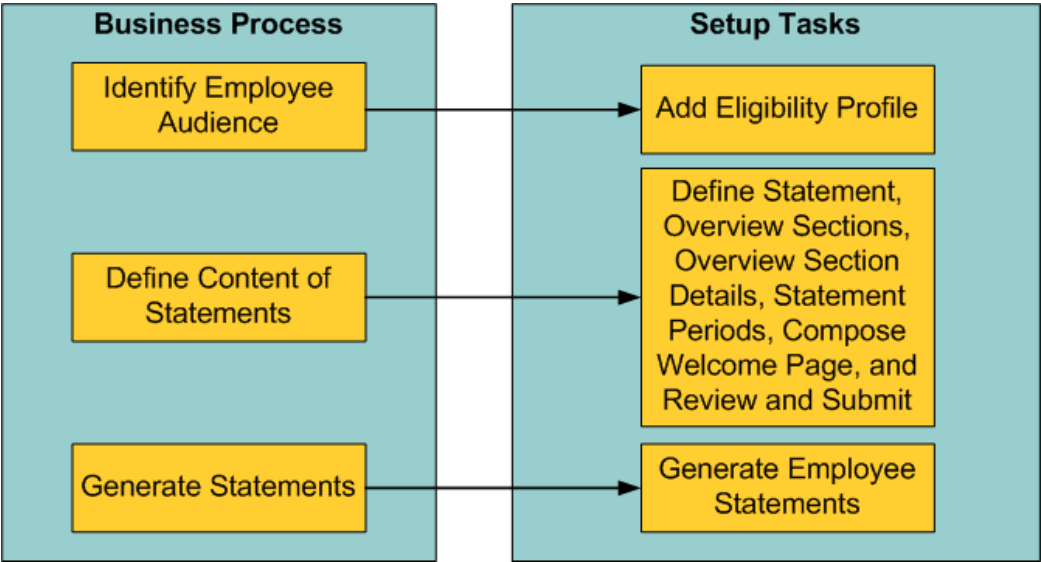 Business Process
Identify Employee
Audience
Define Content of
Statements
Generate Statements
Setup Tasks
Add Eligibility Profile
Define Statement,
Overview Sections,
Overview Section
Details, Statement
Periods, Compose
Welcome Page, and
Review and Submit
Generate Employee
Statements